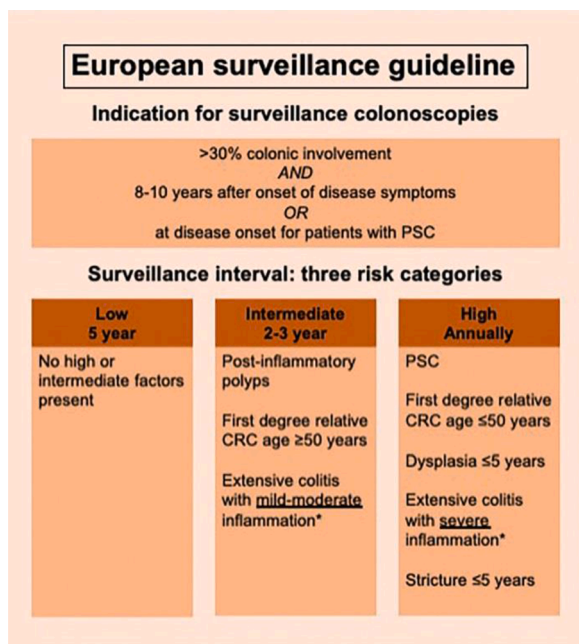 European surveillance guideline
Indication for surveillance colonoscopies
>30% colonic involvement
AND
8-10 years after onset of disease symptoms
OR
at disease onset for patients with PSC
Surveillance interval: three risk categories
Low
5 year
No high or
intermediate factors
present
Intermediate
2-3 year
Post-inflammatory
polyps
First degree relative
CRC age ≥50 years
Extensive colitis
with mild-moderate
inflammation*
High
Annually
PSC
First degree relative
CRC age ≤50 years
Dysplasia ≤5 years
Extensive colitis
with severe
inflammation*
Stricture ≤5 years